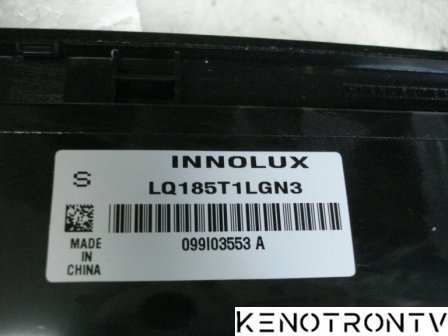 INNOLUX
S
LQ185T1LGN3
MADE
IN
CHINA
099I03553 A
KENOTRONTV